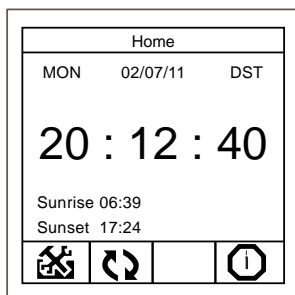 Home
MON 02/07/11 DST
20 : 12 : 40
Sunrise 06:39
Sunset 17:24
i